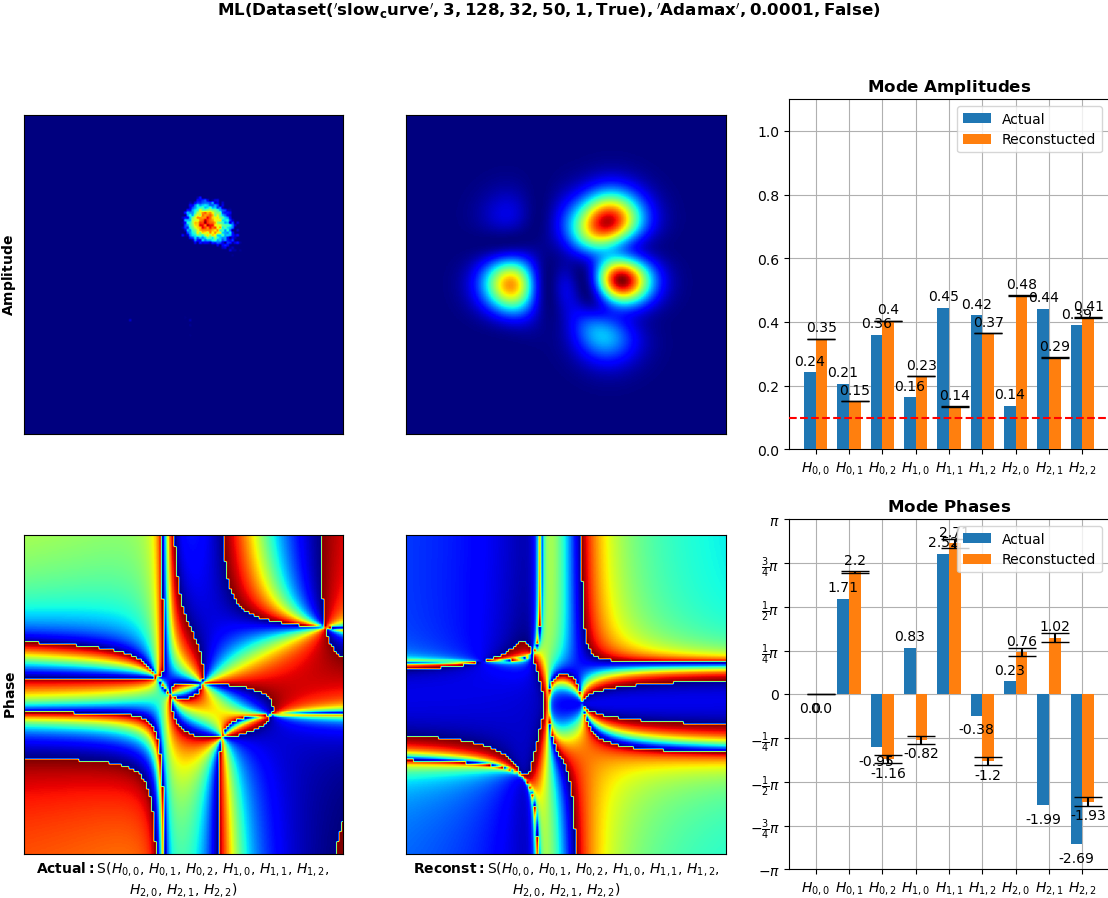 ML(Dataset('slow_curve', 3, 128, 32, 50, 1, True), 'Adamax', 0.0001, False)
Mode Amplitudes
Actual
Reconstucted
1.0
0.8
0.6
0.4
0.2
0.0
0.24 0.35 0.21 0.15 0.36 0.4 0.16 0.23 0.45 0.14 0.42 0.37 0.14 0.48 0.44 0.29 0.39 0.41
H0,0 H0,1 H0,2 H1,0 H1,1 H1,2 H2,0 H2,1 H2,2
Amplitude
Mode Phases
Actual
Reconstucted
π
3/4π
1/2π
1/4π
0
−1/4π
−1/2π
−3/4π
−π
0.0 0.0 1.71 2.2 -0.93 -1.16 0.83 -0.82 -0.38 -1.2 0.23 0.76 -1.99 1.02 -2.69 -1.93
H0,0 H0,1 H0,2 H1,0 H1,1 H1,2 H2,0 H2,1 H2,2
Phase
Actual: S(H0,0, H0,1, H0,2, H1,0, H1,1, H1,2,
H2,0, H2,1, H2,2)
Reconst: S(H0,0, H0,1, H0,2, H1,0, H1,1, H1,2,
H2,0, H2,1, H2,2)